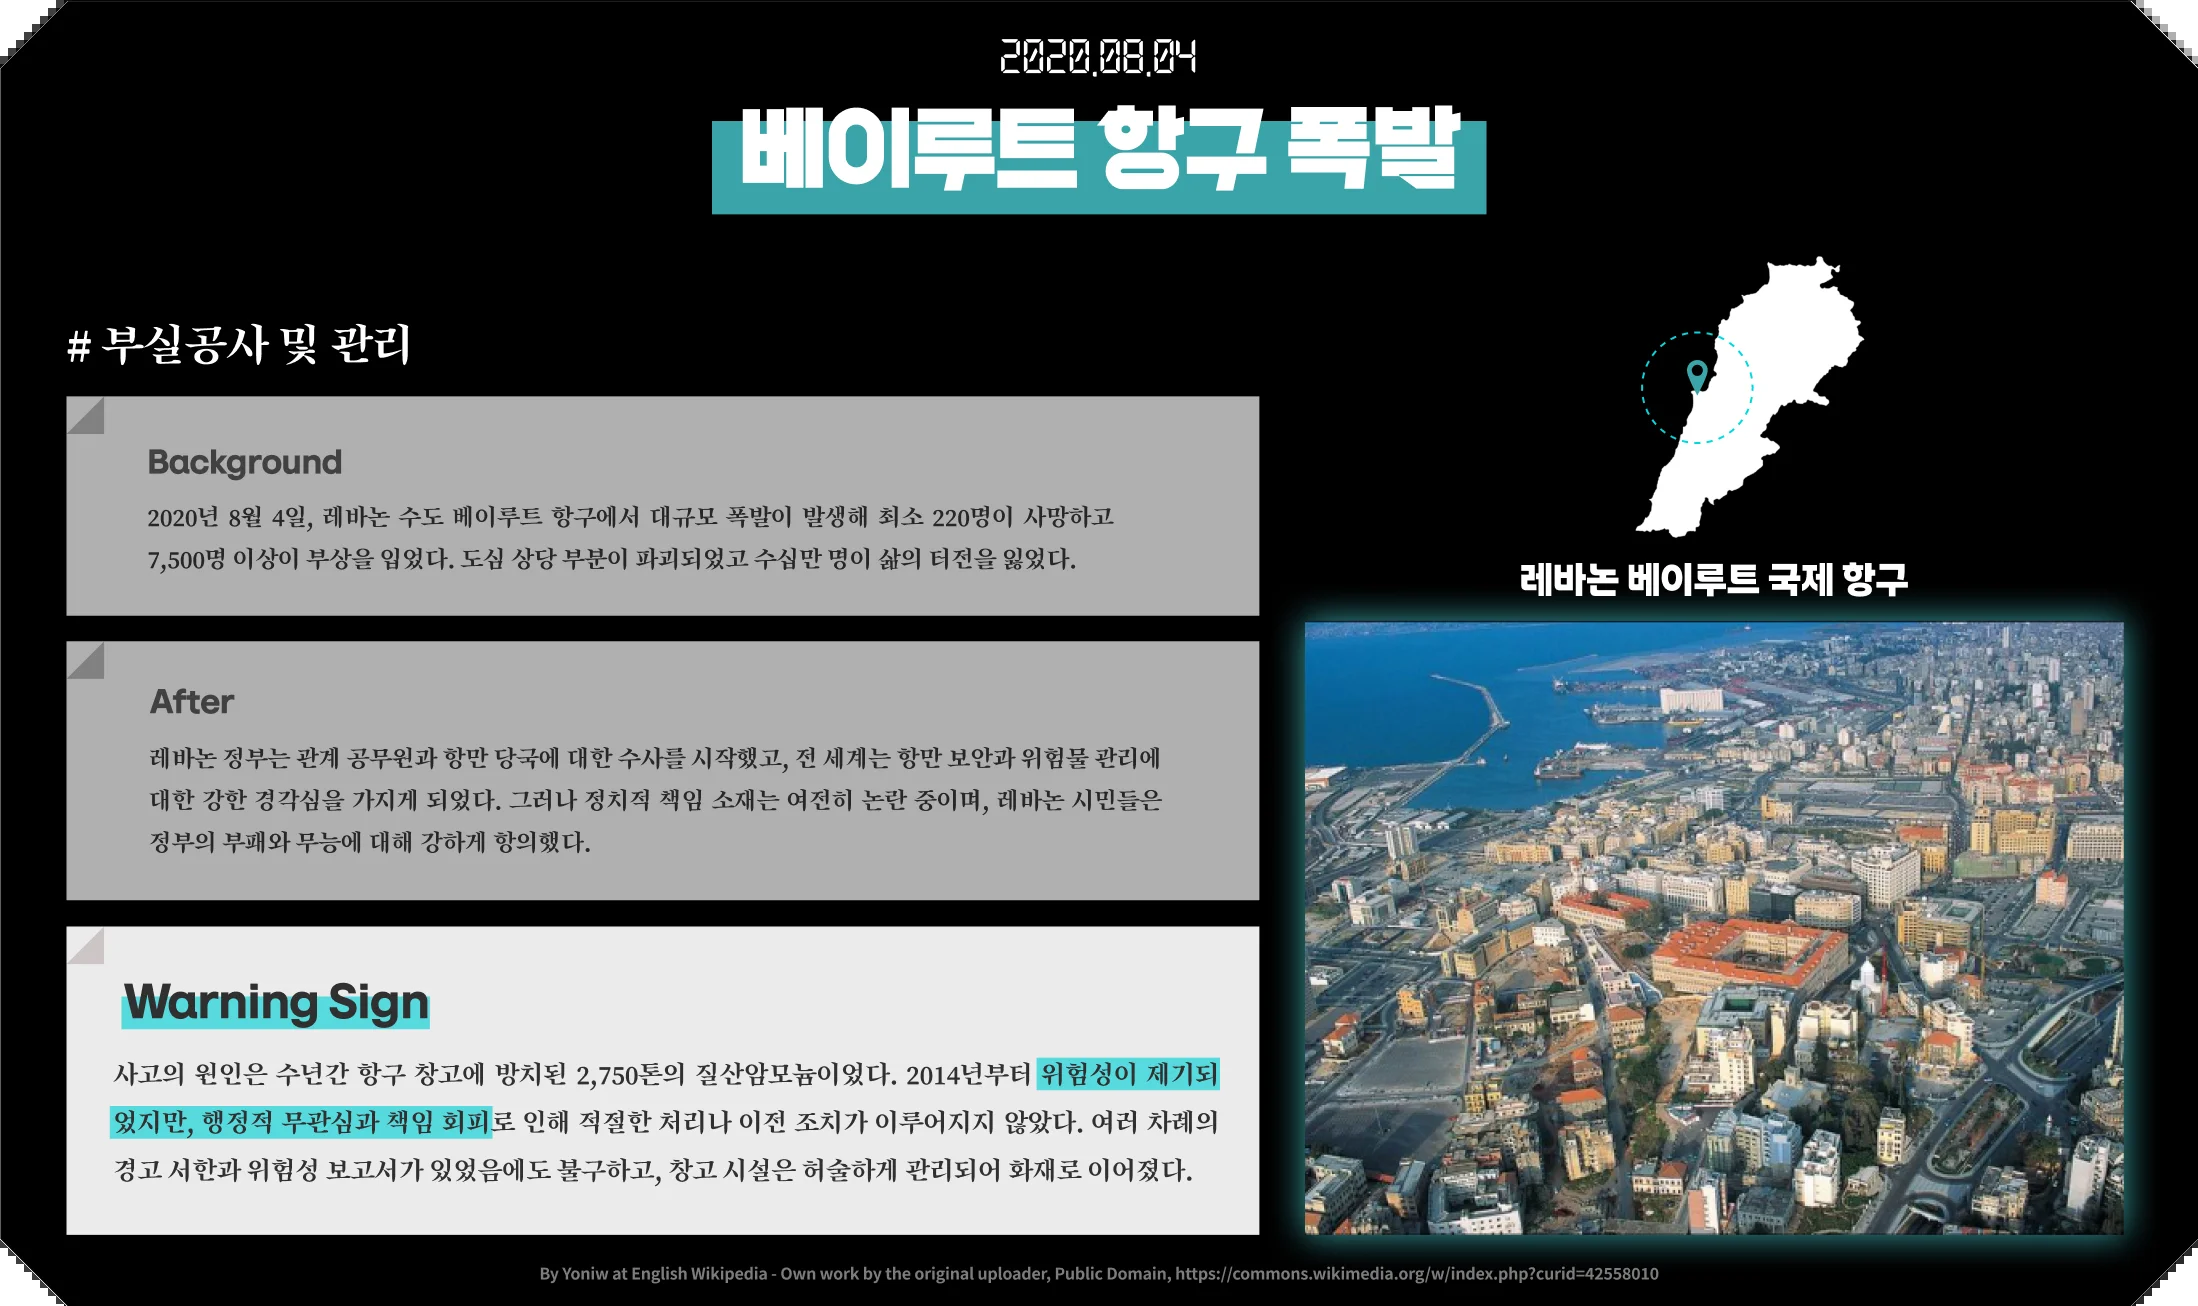 2020.08.04
베이루트 항구 폭발
# 부실공사 및 관리
Background
2020년 8월 4일, 레바논 수도 베이루트 항구에서 대규모 폭발이 발생해 최소 220명이 사망하고
7,500명 이상이 부상을 입었다. 도심 상당 부분이 파괴되었고 수십만 명이 삶의 터전을 잃었다.
After
레바논 정부는 관계 공무원과 항만 당국에 대한 수사를 시작했고, 전 세계는 항만 보안과 위험물 관리에
대한 강한 경각심을 가지게 되었다. 그러나 정치적 책임 소재는 여전히 논란 중이며, 레바논 시민들은
정부의 부패와 무능에 대해 강하게 항의했다.
Warning Sign
사고의 원인은 수년간 항구 창고에 방치된 2,750톤의 질산암모늄이었다. 2014년부터 위험성이 제기되
었지만, 행정적 무관심과 책임 회피로 인해 적절한 처리나 이전 조치가 이루어지지 않았다. 여러 차례의
경고 서한과 위험성 보고서가 있었음에도 불구하고, 창고 시설은 허술하게 관리되어 화재로 이어졌다.
레바논 베이루트 국제 항구
By Yoniw at English Wikipedia - Own work by the original uploader, Public Domain, https://commons.wikimedia.org/w/index.php?curid=42558010